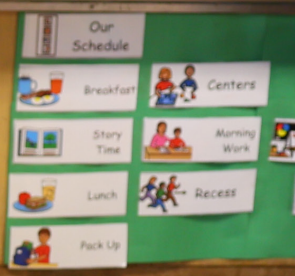 Our
Schedule
Breakfast
Centers
Story
Time
Morning
Work
Lunch
Recess
Pack Up